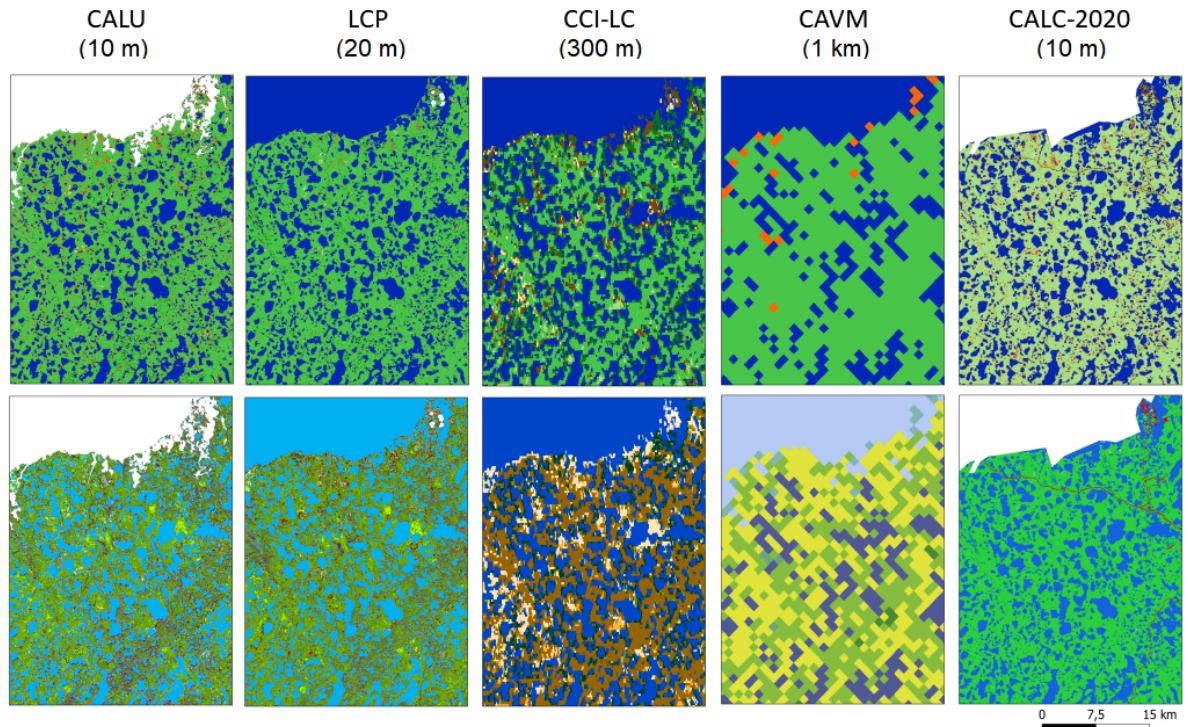 CALU LCP CCI-LC CAVM CALC-2020
(10 m) (20 m) (300 m) (1 km) (10 m)
0 7,5 15 km